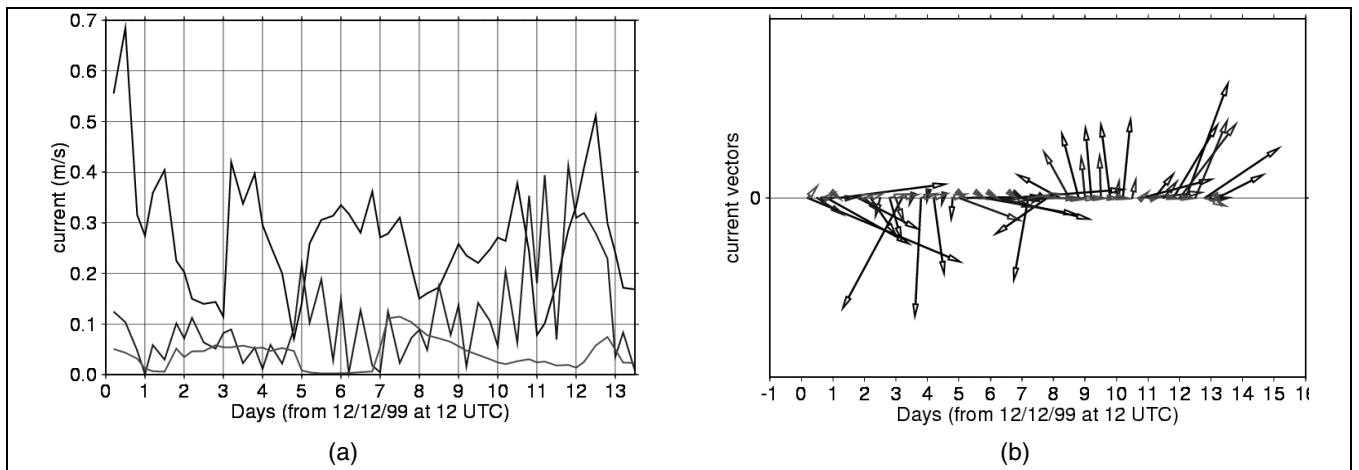 0.7
0.6
0.5
0.4
0.3
0.2
0.1
0.0
current (m/s)
0 1 2 3 4 5 6 7 8 9 10 11 12 13
Days (from 12/12/99 at 12 UTC)
(a)
current vectors
0
-1 0 1 2 3 4 5 6 7 8 9 10 11 12 13 14 15 16
Days (from 12/12/99 at 12 UTC)
(b)